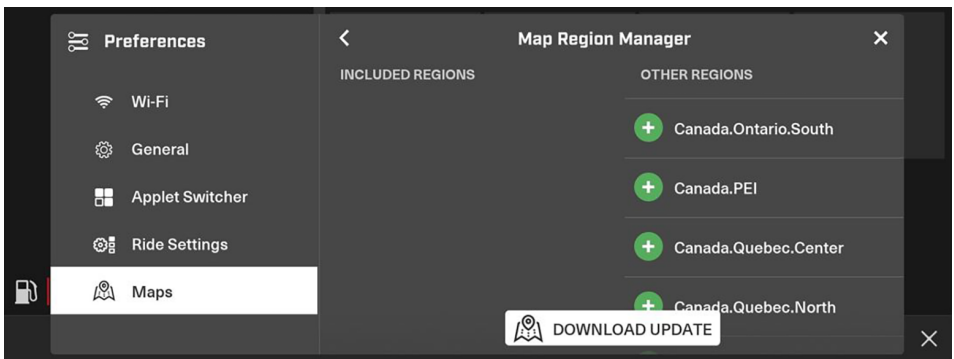 Preferences
Wi-Fi
General
Applet Switcher
Ride Settings
Maps
Map Region Manager
INCLUDED REGIONS
OTHER REGIONS
Canada.Ontario.South
Canada.PEI
Canada.Quebec.Center
Canada.Quebec.North
DOWNLOAD UPDATE